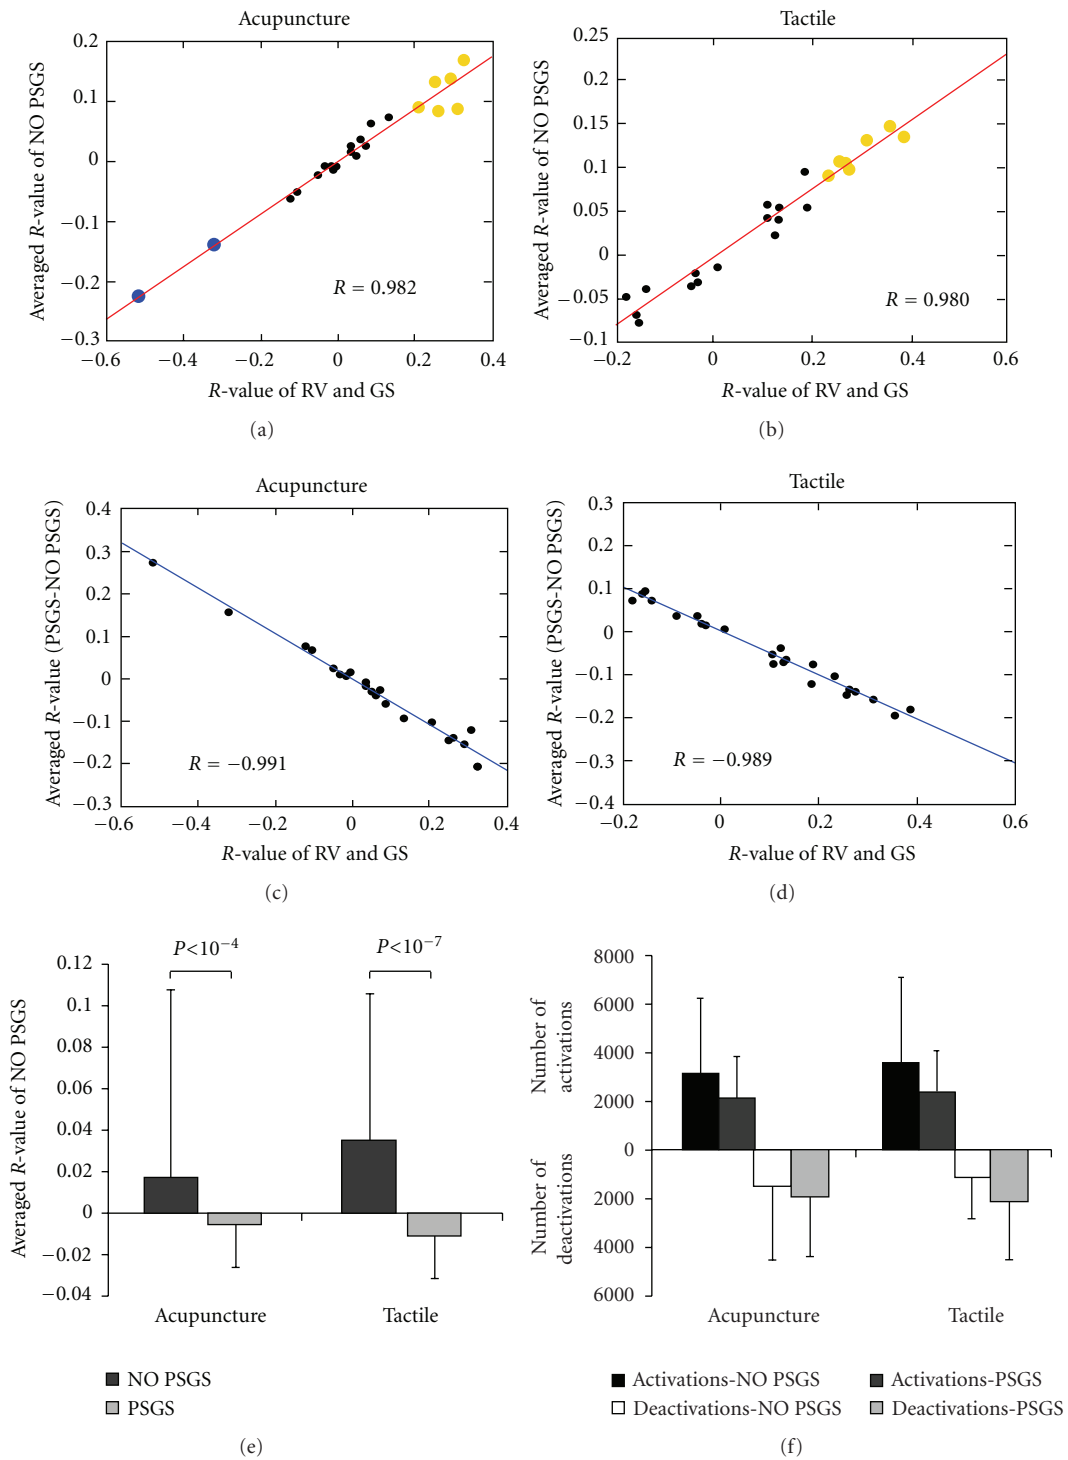 Acupuncture
Averaged R-value of NO PSGS
0.2
0.1
0
−0.1
−0.2
−0.3
R = 0.982
−0.6 −0.4 −0.2 0 0.2 0.4
R-value of RV and GS
(a)
Tactile
Averaged R-value of NO PSGS
0.25
0.2
0.15
0.1
0.05
0
−0.05
−0.1
R = 0.980
−0.2 0 0.2 0.4 0.6
R-value of RV and GS
(b)
Acupuncture
Averaged R-value (PSGS-NO PSGS)
0.4
0.3
0.2
0.1
0
−0.1
−0.2
−0.3
R = −0.991
−0.6 −0.4 −0.2 0 0.2 0.4
R-value of RV and GS
(c)
Tactile
Averaged R-value (PSGS-NO PSGS)
0.3
0.2
0.1
0
−0.1
−0.2
−0.3
−0.4
R = −0.989
−0.2 0 0.2 0.4 0.6
R-value of RV and GS
(d)
Averaged R-value of NO PSGS
P<10−4
P<10−7
0.12
0.1
0.08
0.06
0.04
0.02
0
−0.02
−0.04
Acupuncture Tactile
NO PSGS
PSGS
(e)
Number of
activations
Number of
deactivations
8000
6000
4000
2000
0
2000
4000
6000
Acupuncture Tactile
Activations-NO PSGS Activations-PSGS
Deactivations-NO PSGS Deactivations-PSGS
(f)